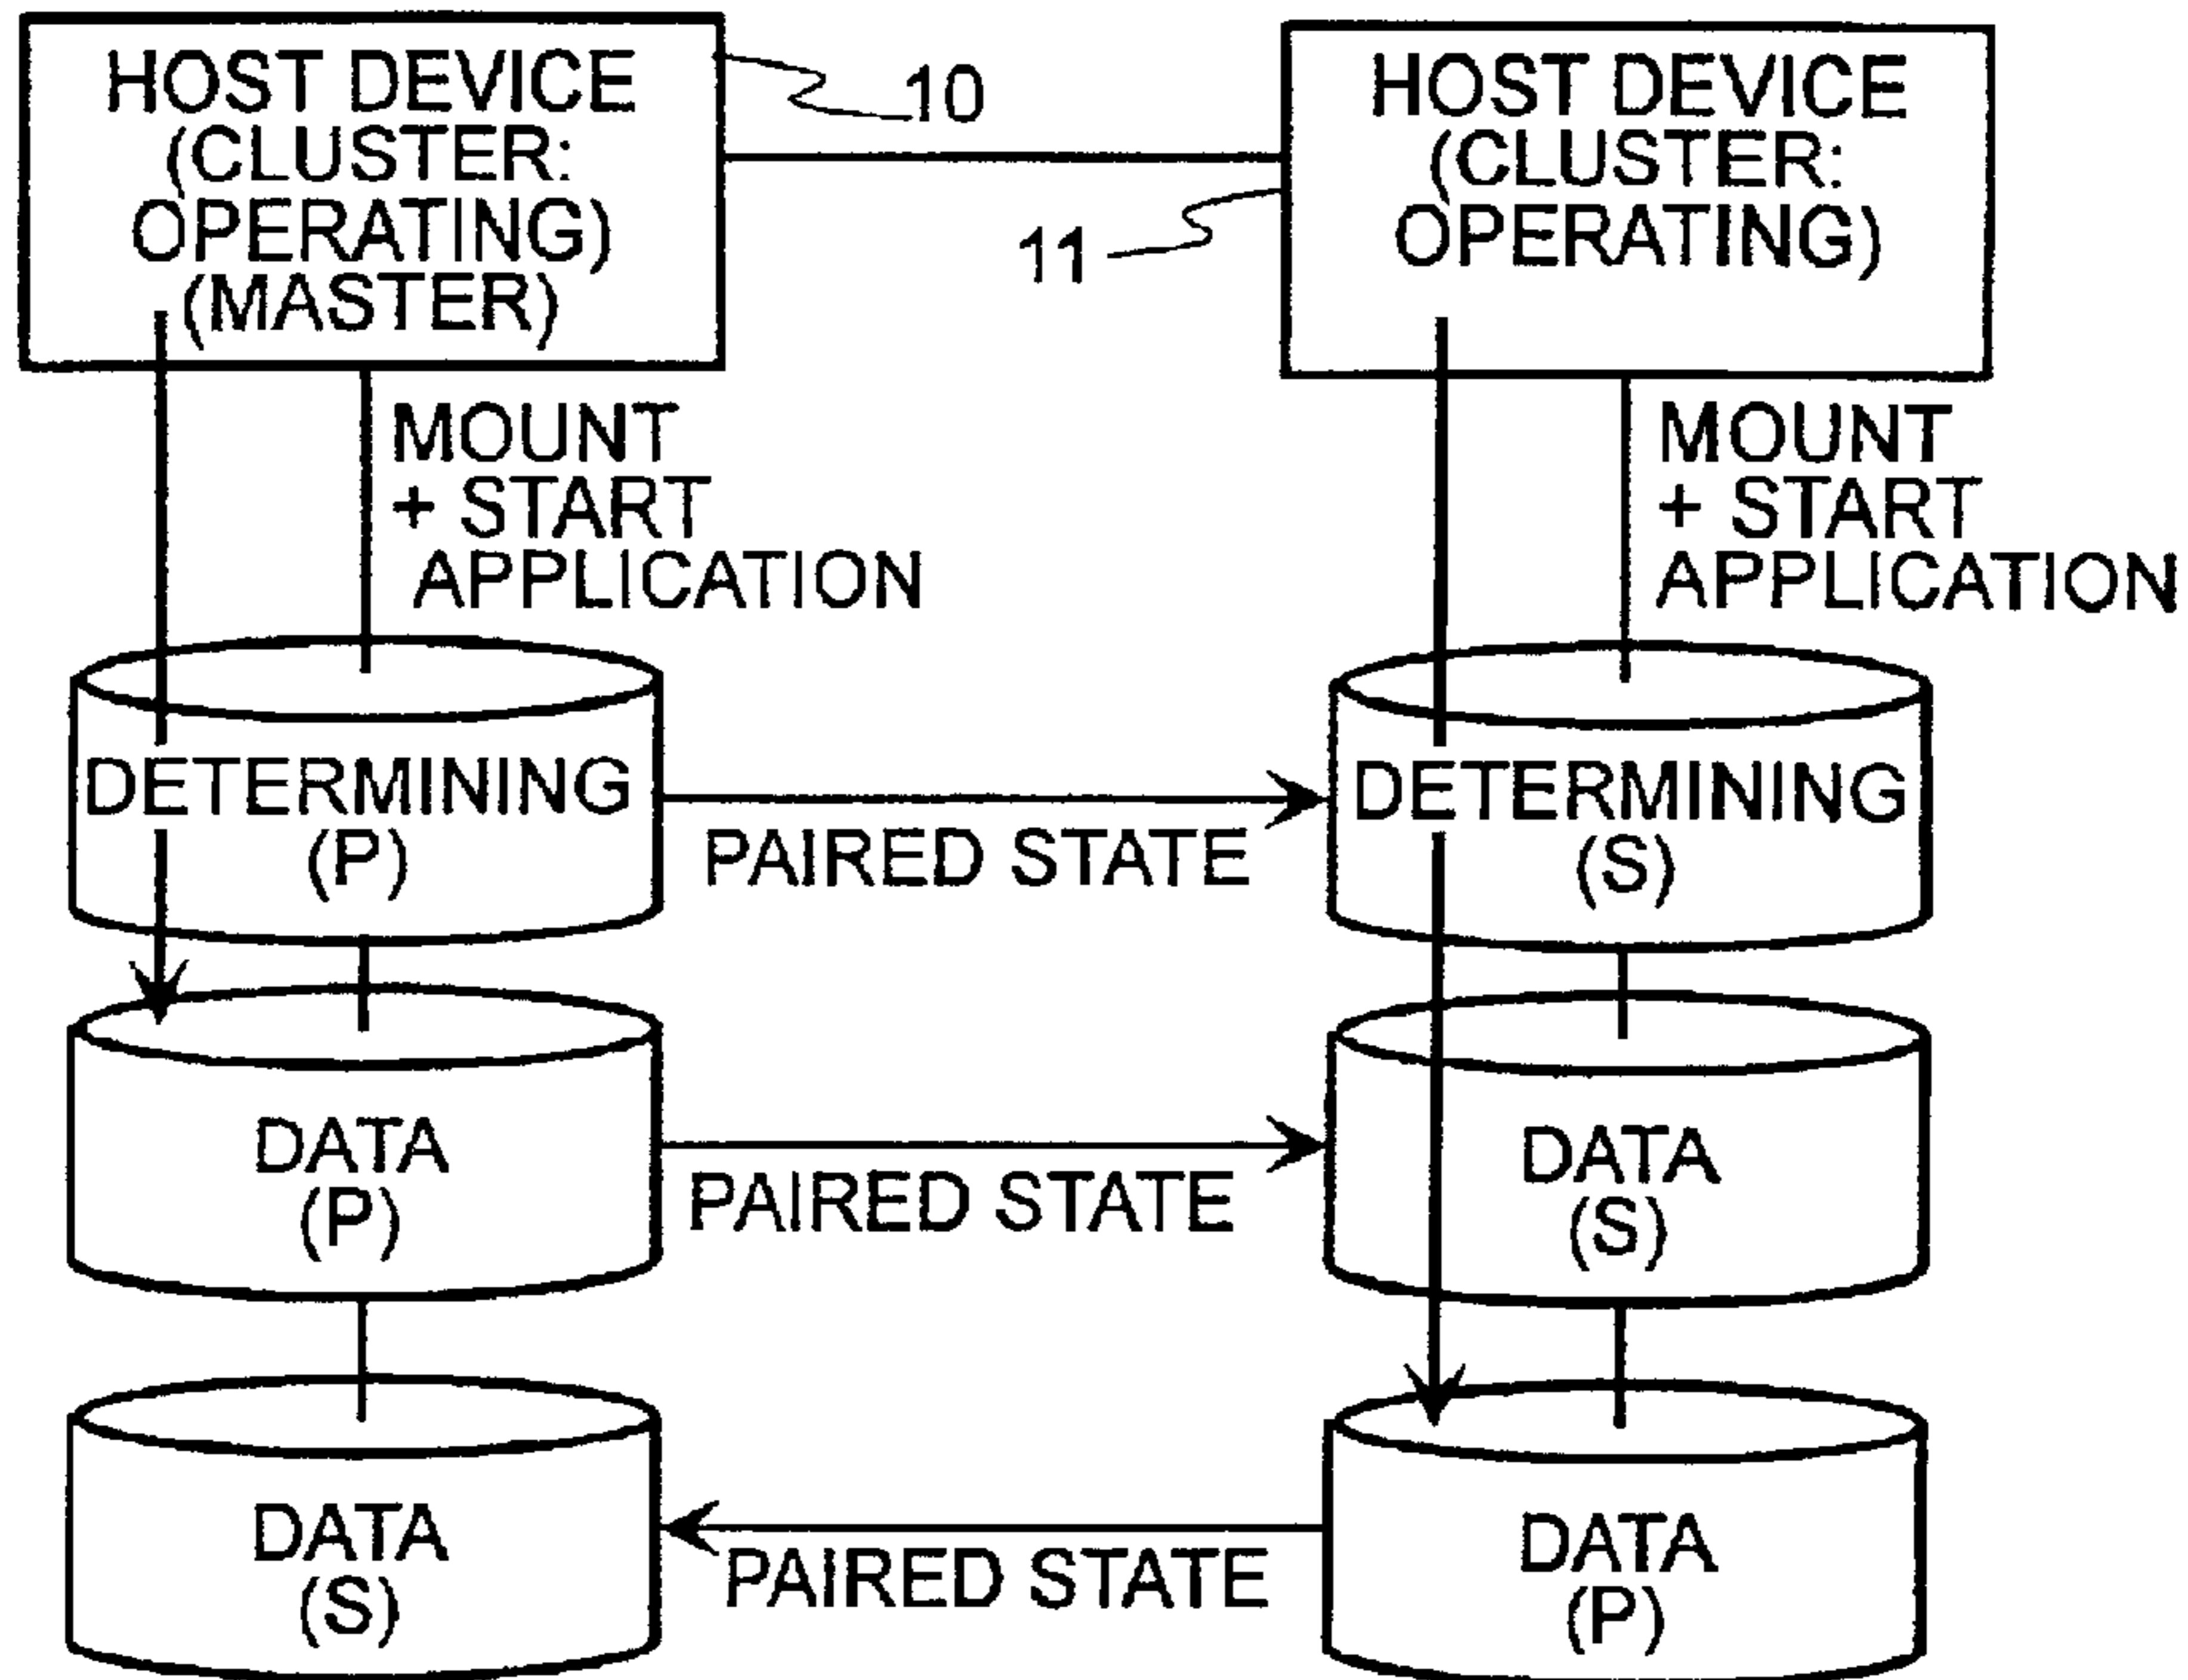 HOST DEVICE
(CLUSTER:
OPERATING)
(MASTER)
10
HOST DEVICE
(CLUSTER:
OPERATING)
11
MOUNT
+ START
APPLICATION
MOUNT
+ START
APPLICATION
DETERMINING
(P)
PAIRED STATE
DETERMINING
(S)
DATA
(P)
PAIRED STATE
DATA
(S)
DATA
(S)
PAIRED STATE
DATA
(P)